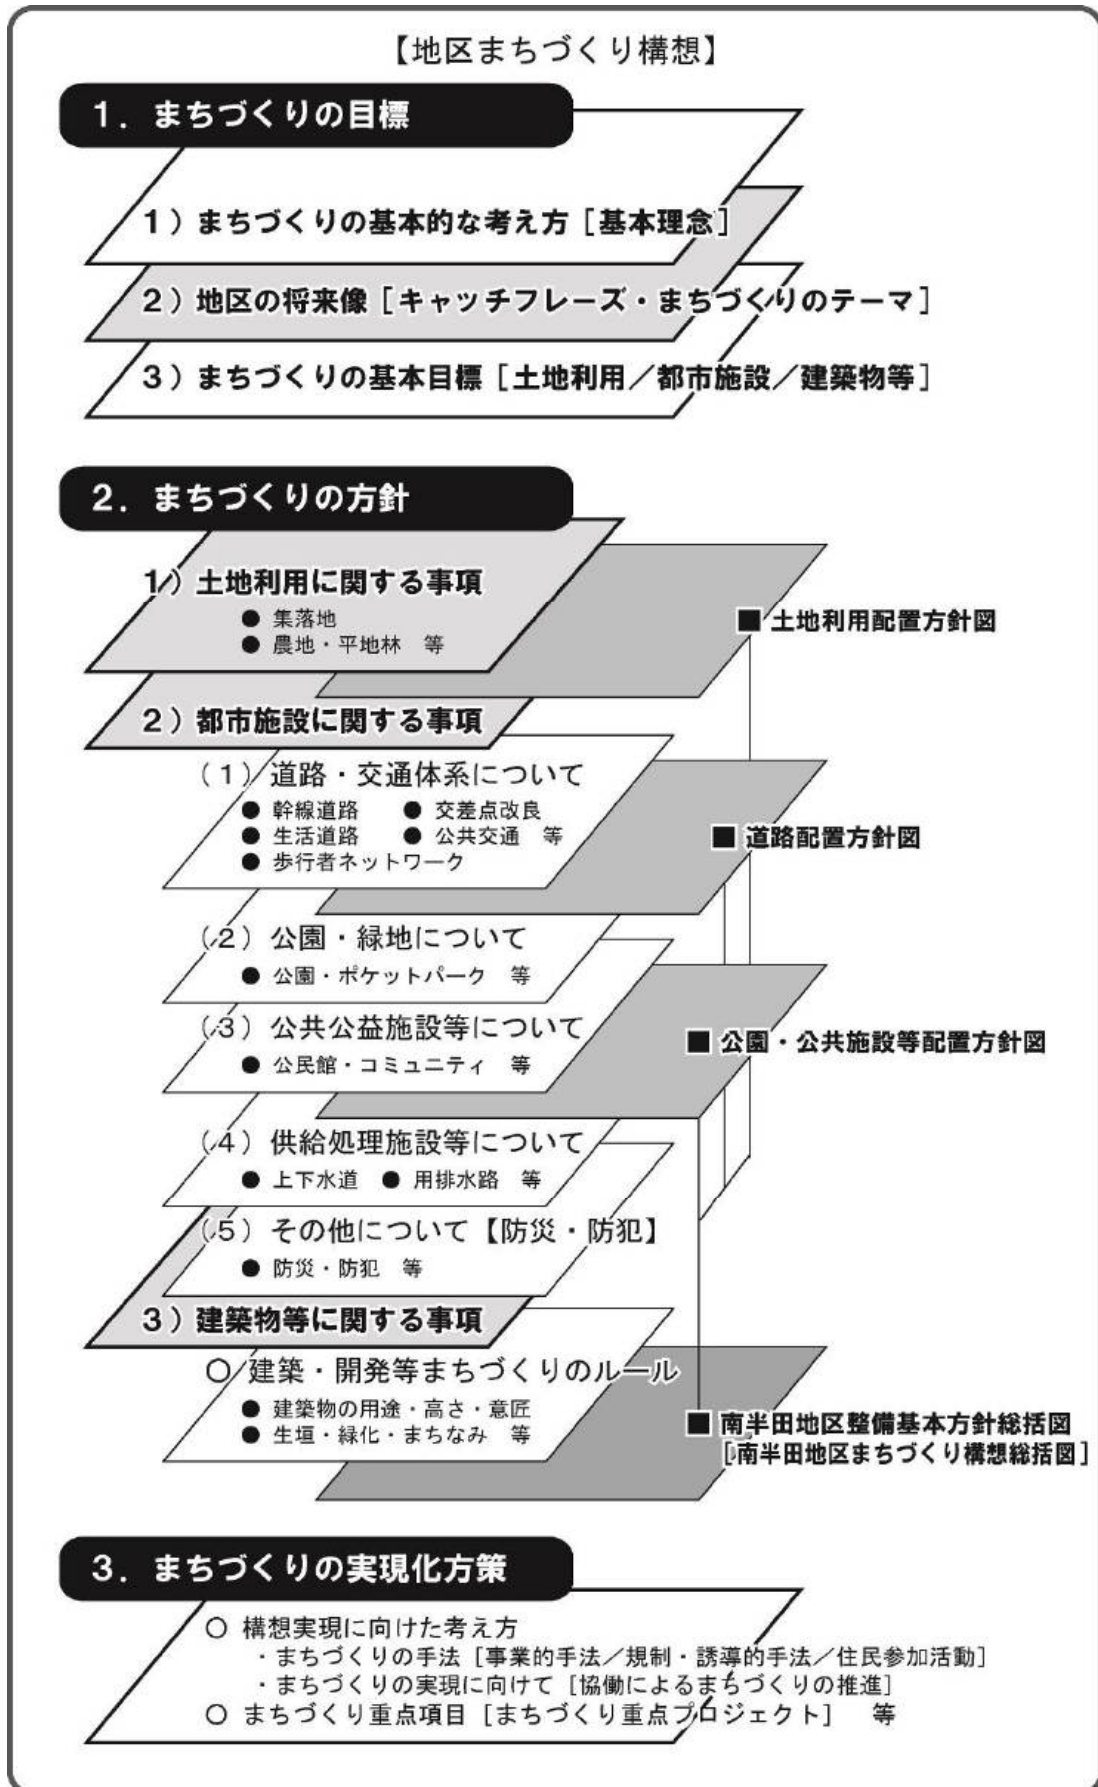 【地区まちづくり構想】
1．まちづくりの目標
1）まちづくりの基本的な考え方［基本理念］
2）地区の将来像［キャッチフレーズ・まちづくりのテーマ］
3）まちづくりの基本目標［土地利用／都市施設／建築物等］
2．まちづくりの方針
1）土地利用に関する事項
● 集落地
● 農地・平地林　等
■ 土地利用配置方針図
2）都市施設に関する事項
（1）道路・交通体系について
● 幹線道路　● 交差点改良
● 生活道路　● 公共交通　等
● 歩行者ネットワーク
■ 道路配置方針図
（2）公園・緑地について
● 公園・ポケットパーク　等
（3）公共公益施設等について
● 公民館・コミュニティ　等
■ 公園・公共施設等配置方針図
（4）供給処理施設等について
● 上下水道　● 用排水路　等
（5）その他について【防災・防犯】
● 防災・防犯　等
3）建築物等に関する事項
○ 建築・開発等まちづくりのルール
● 建築物の用途・高さ・意匠
● 生垣・緑化・まちなみ　等
■ 南半田地区整備基本方針総括図
［南半田地区まちづくり構想総括図］
3．まちづくりの実現化方策
○ 構想実現に向けた考え方
・まちづくりの手法［事業的手法／規制・誘導的手法／住民参加活動］
・まちづくりの実現に向けて［協働によるまちづくりの推進］
○ まちづくり重点項目［まちづくり重点プロジェクト］　等